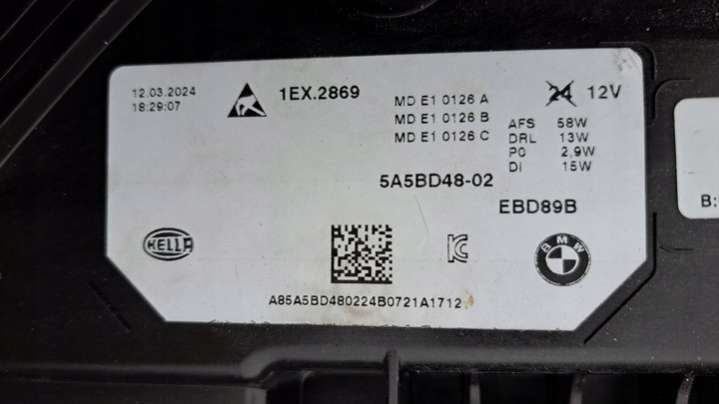 12.03.2024
18:29:07
1EX.2869
MD E1 0126 A
MD E1 0126 B
MD E1 0126 C
24 12V
AFS 58W
DRL 13W
PO 2,9W
DI 15W
5A5BD48-02
EBD89B
HELLA
BMW
A85A5BD480224B0721A1712
B: